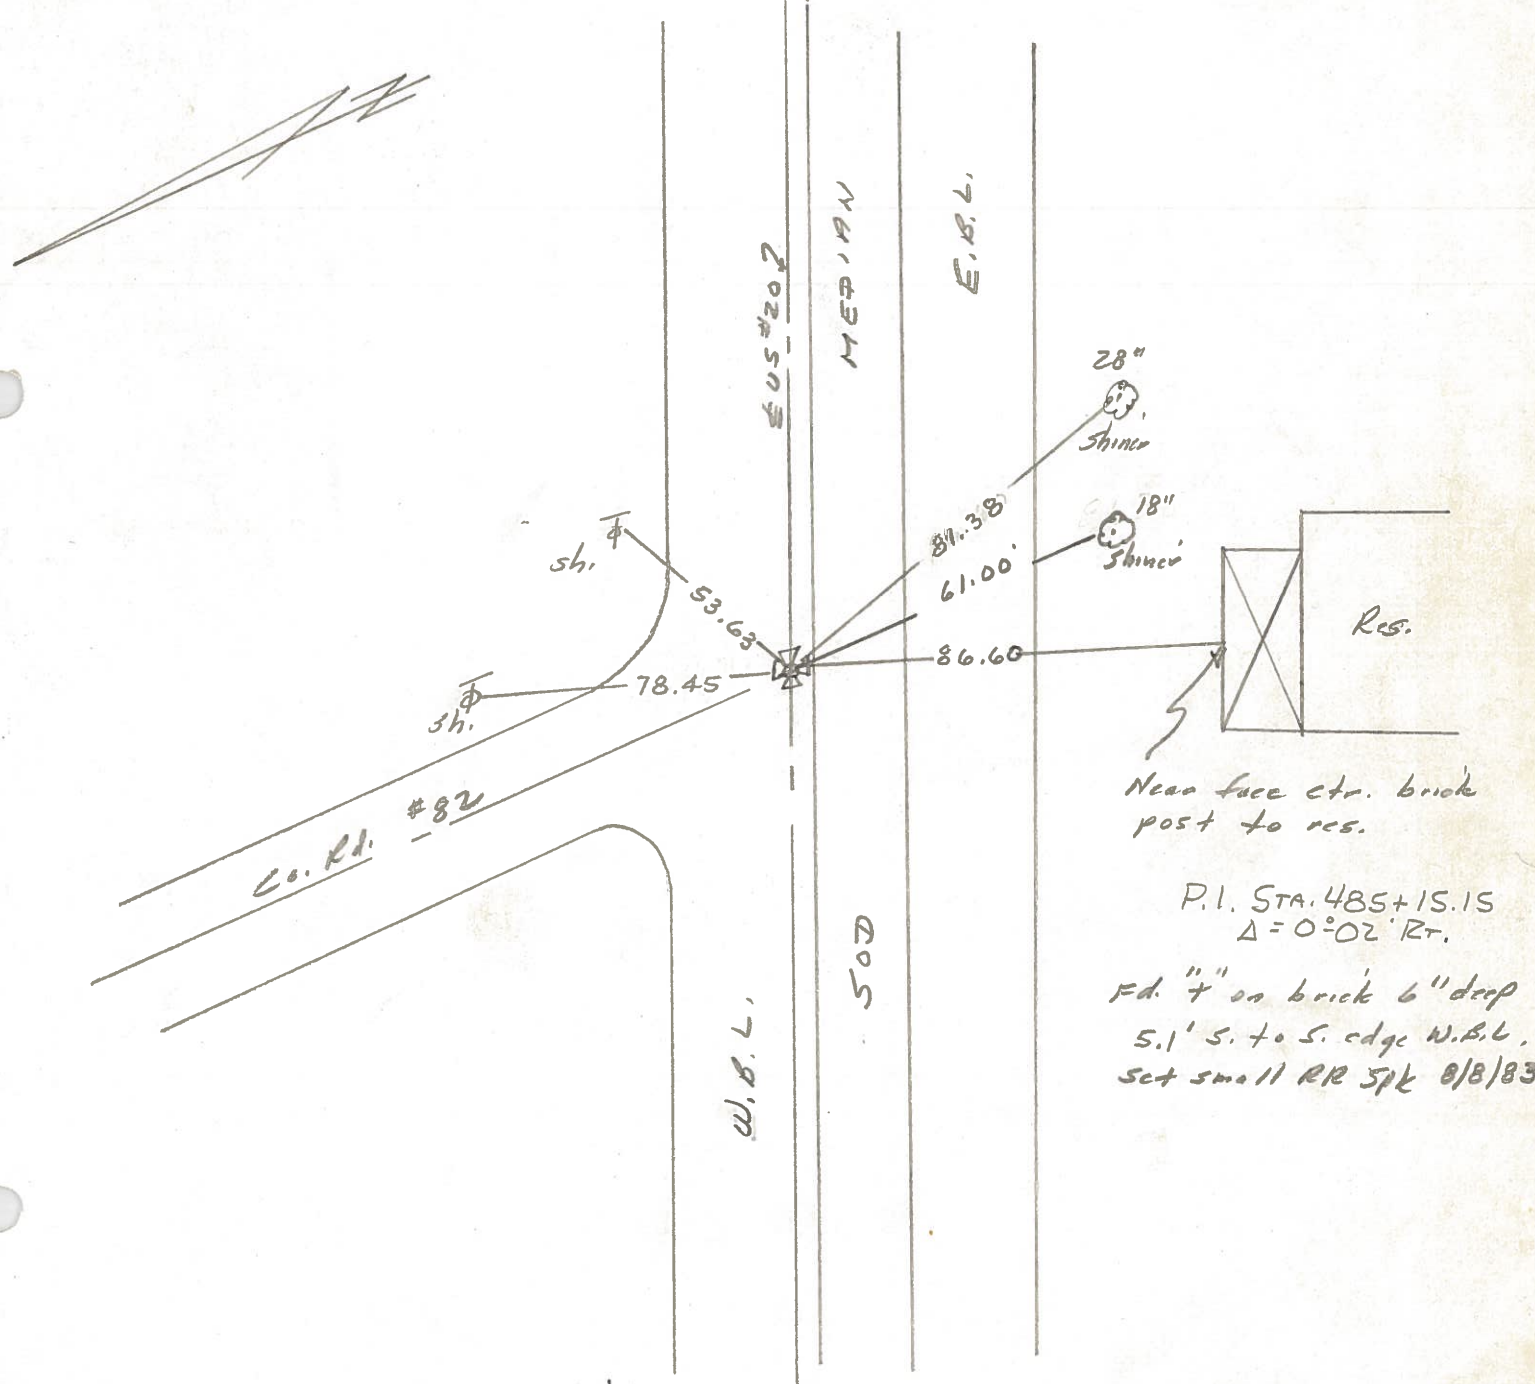 N
MEDIAN
E.B.L.
℄ US #20
28"
shiner
18"
shiner
81.38
61.00'
sh.
53.63
86.60
Res.
78.45
sh.
Near face ctr. brick
post to res.
Co. Rd. #82
P.I. STA. 485+15.15
Δ = 0°02' RT.
SOD
Fd. "+" on brick 6" deep
5.1' S. to S. edge W.B.L.
Set small RR Spk 8/8/83
W.B.L.